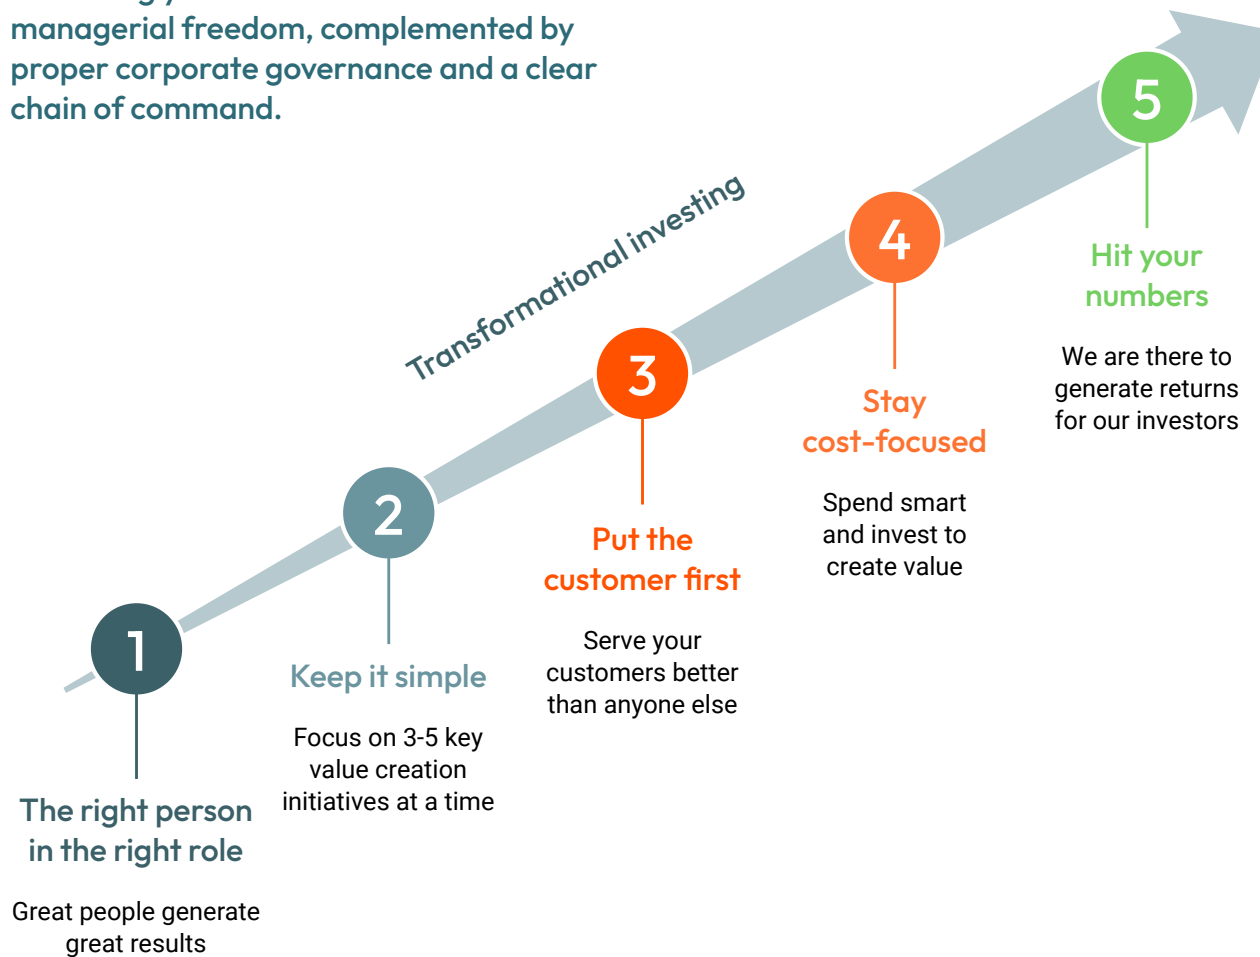 managerial freedom, complemented by
proper corporate governance and a clear
chain of command.
Transformational investing
1
The right person
in the right role
Great people generate
great results
2
Keep it simple
Focus on 3-5 key
value creation
initiatives at a time
3
Put the
customer first
Serve your
customers better
than anyone else
4
Stay
cost-focused
Spend smart
and invest to
create value
5
Hit your
numbers
We are there to
generate returns
for our investors